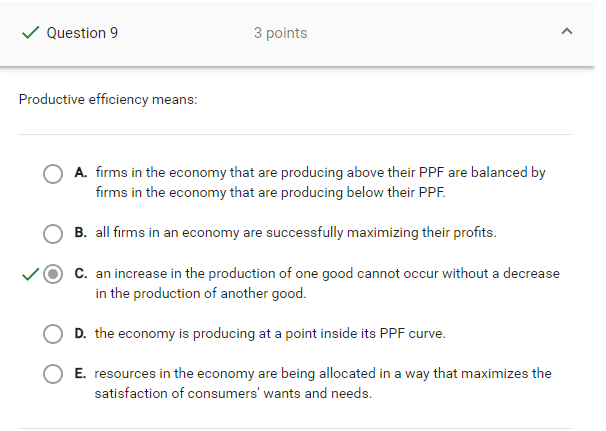 Question 9 3 points
Productive efficiency means:
A. firms in the economy that are producing above their PPF are balanced by
firms in the economy that are producing below their PPF.
B. all firms in an economy are successfully maximizing their profits.
C. an increase in the production of one good cannot occur without a decrease
in the production of another good.
D. the economy is producing at a point inside its PPF curve.
E. resources in the economy are being allocated in a way that maximizes the
satisfaction of consumers' wants and needs.